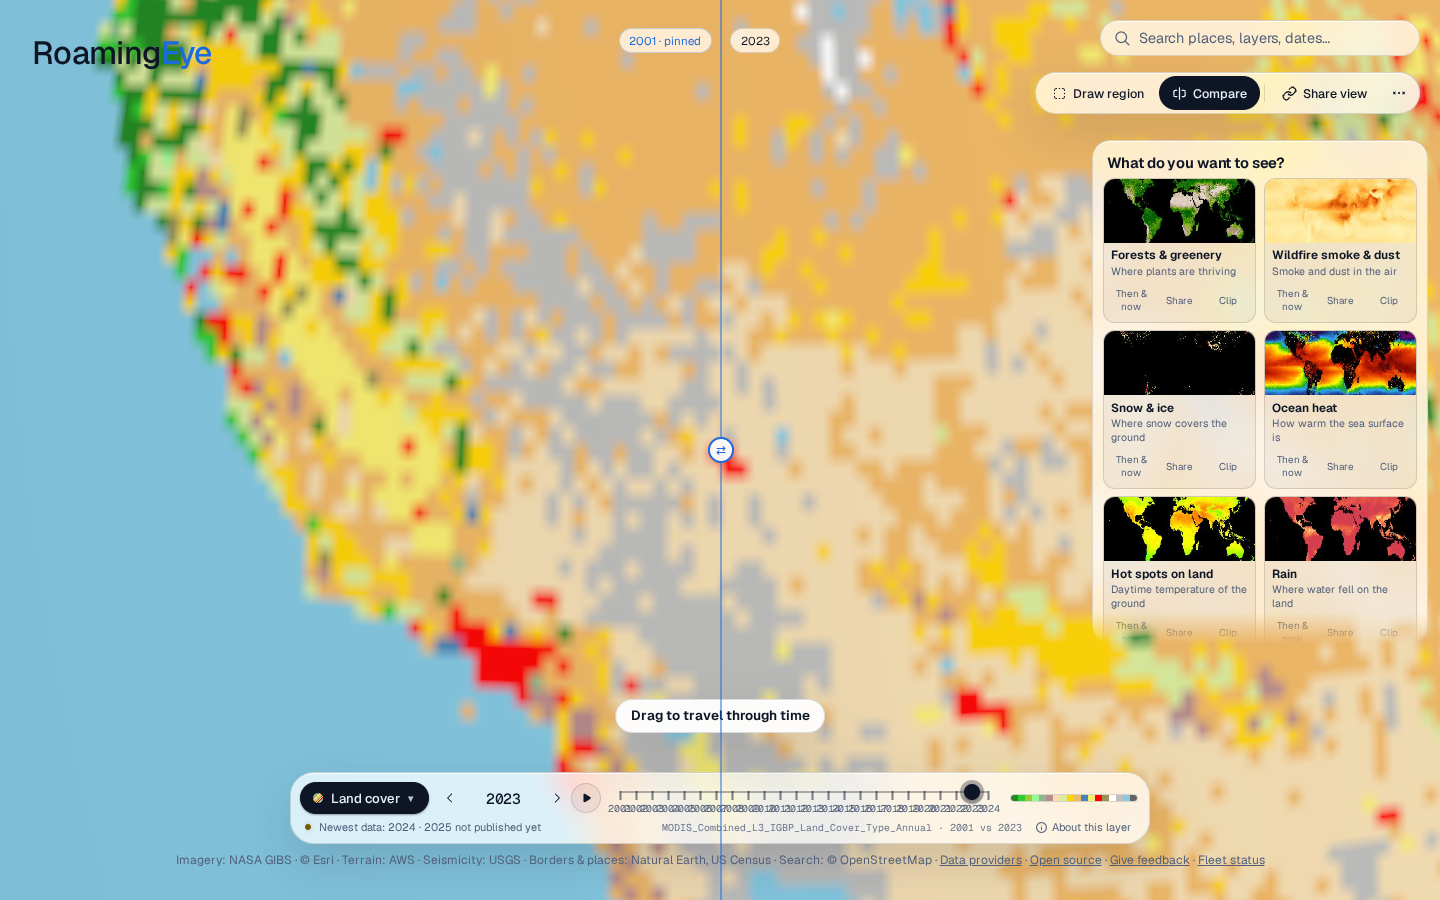 RoamingEye
2001 · pinned
2023
Search places, layers, dates...
Draw region
Compare
Share view
What do you want to see?
Forests & greenery
Where plants are thriving
Then & now
Share
Clip
Wildfire smoke & dust
Smoke and dust in the air
Then & now
Share
Clip
Snow & ice
Where snow covers the
ground
Then & now
Share
Clip
Ocean heat
How warm the sea surface
is
Then & now
Share
Clip
Hot spots on land
Daytime temperature of the
ground
Then & now
Share
Clip
Rain
Where water fell on the
land
Then & now
Share
Clip
Drag to travel through time
Land cover
2023
Newest data: 2024 · 2025 not published yet
MODIS_Combined_L3_IGBP_Land_Cover_Type_Annual · 2001 vs 2023
About this layer
Imagery: NASA GIBS · © Esri · Terrain: AWS · Seismicity: USGS · Borders & places: Natural Earth, US Census · Search: © OpenStreetMap · Data providers · Open source · Give feedback · Fleet status